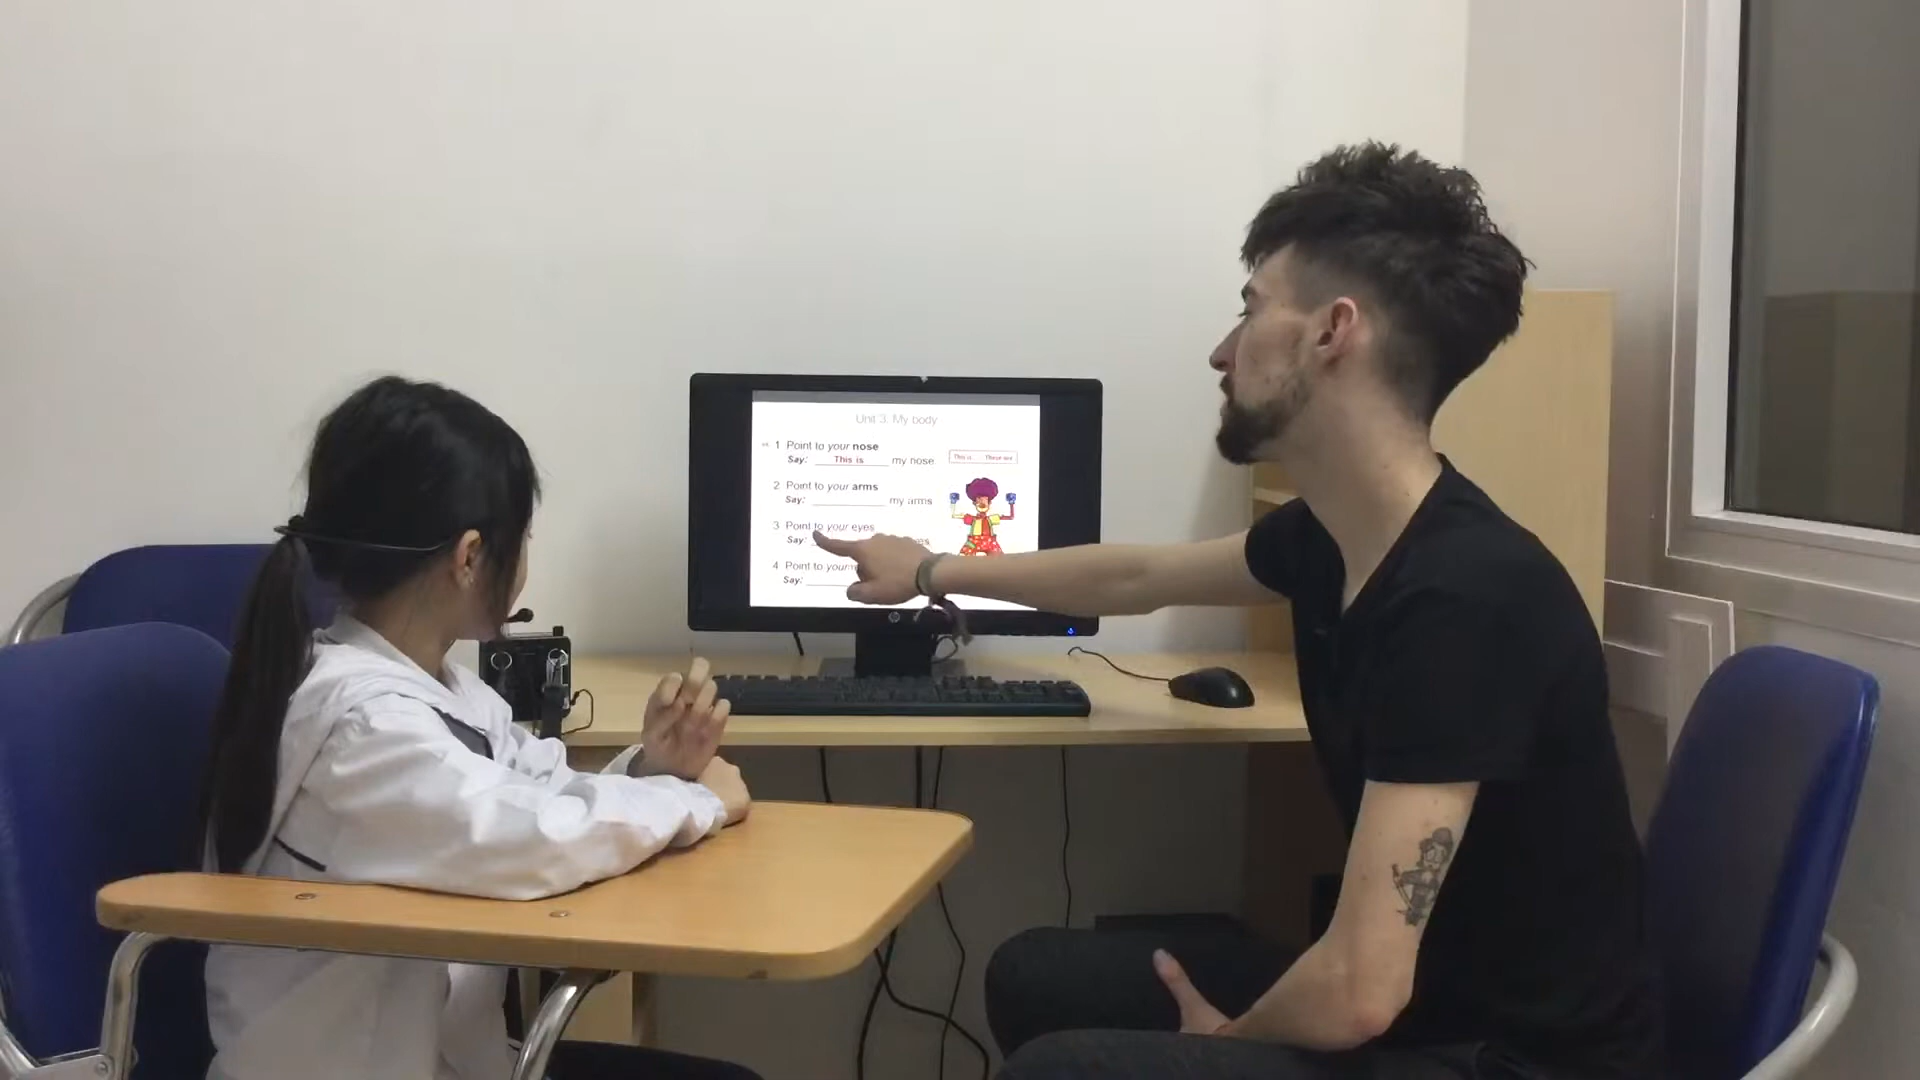 Unit 3. My body
1 Point to your nose
Say: This is my nose
This is These are
2 Point to your arms
Say: my arms
3 Point to your eyes
Say:
4 Point to your
Say:
hp